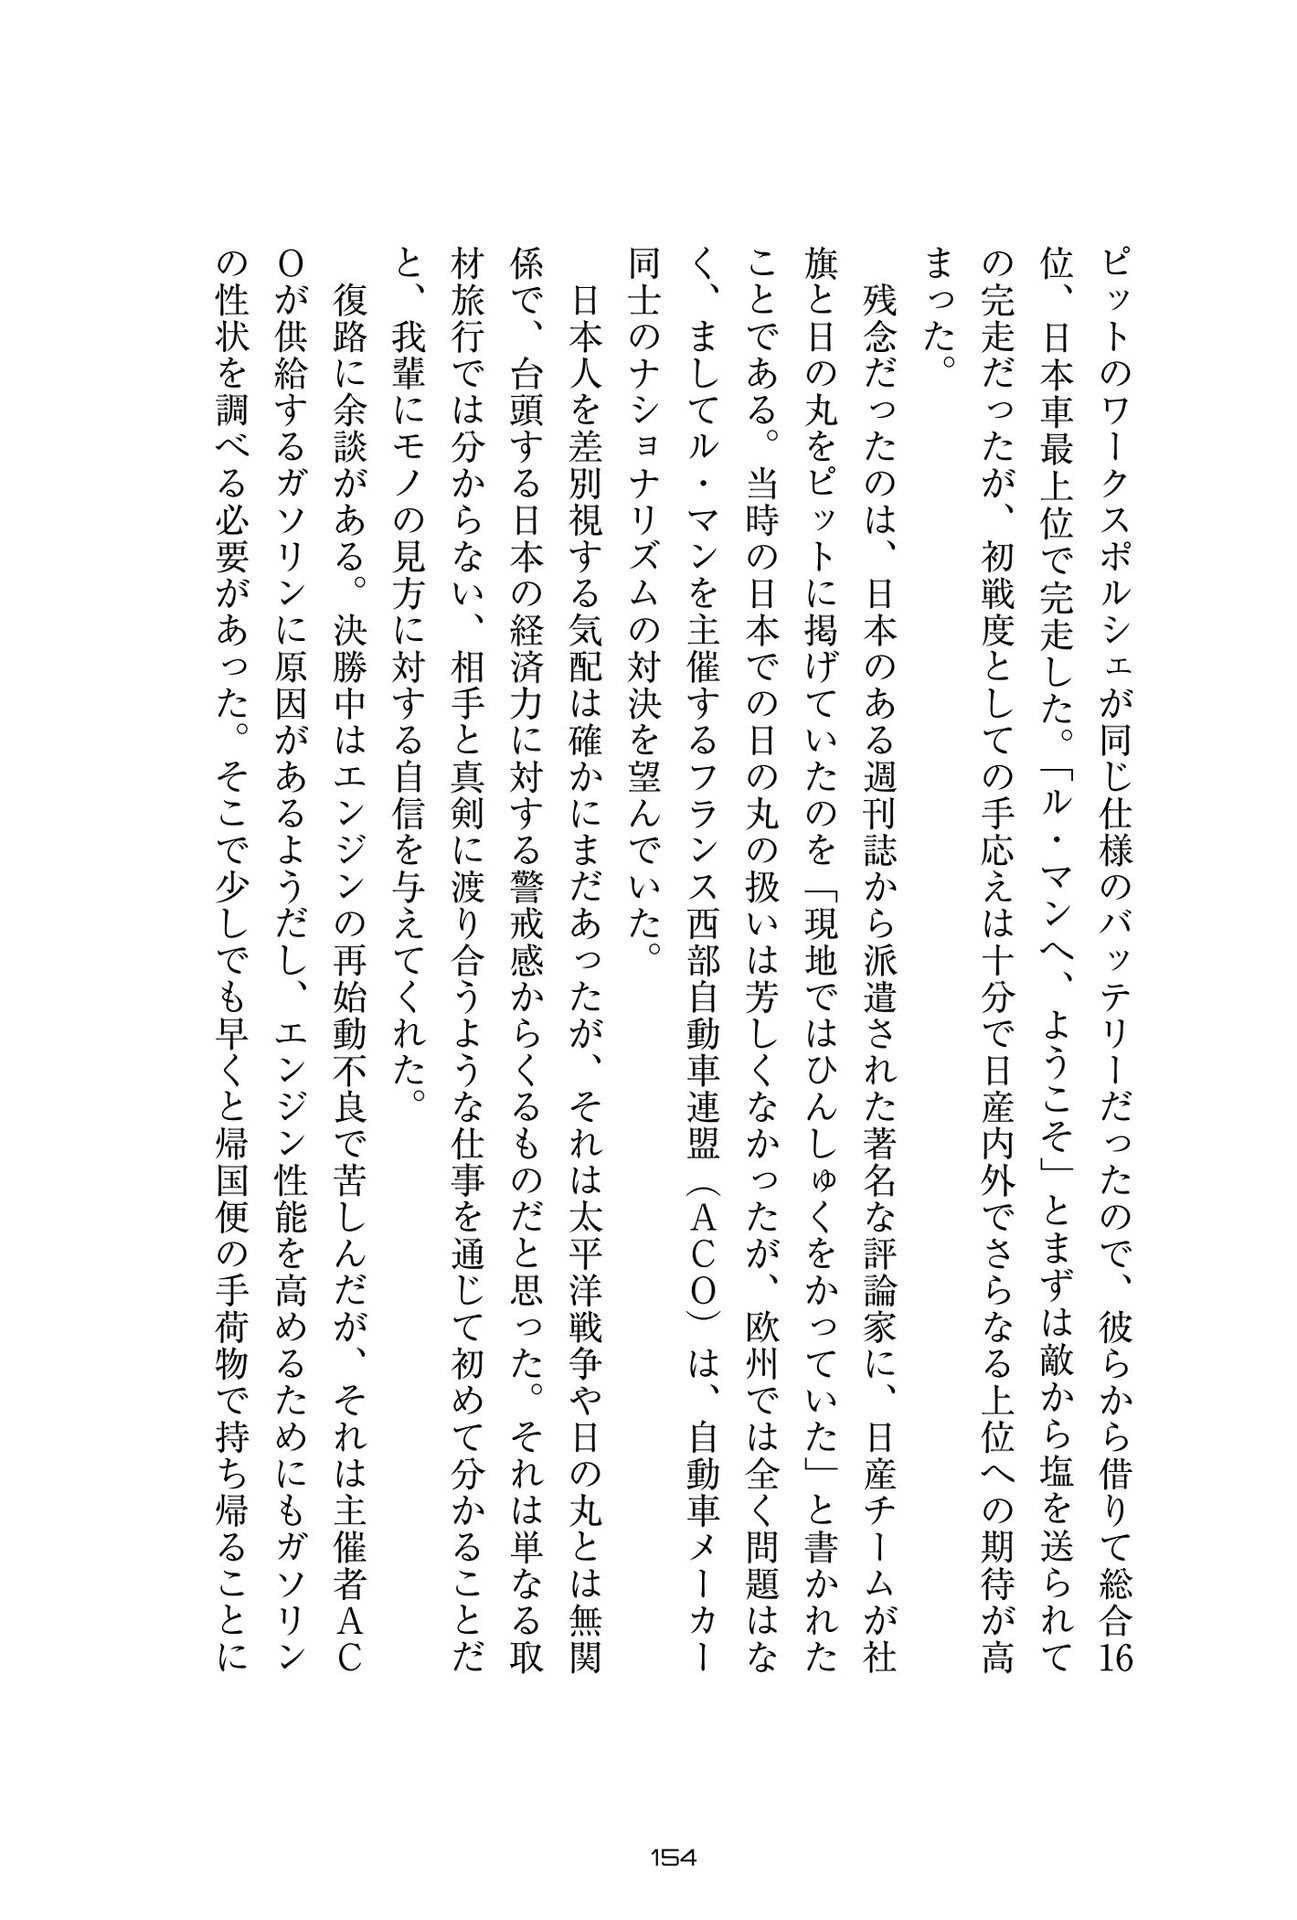 ピットのワークスポルシェが同じ仕様のバッテリーだったので、彼らから借りて総合16
位、日本車最上位で完走した。「ル・マンへ、ようこそ」とまずは敵から塩を送られて
の完走だったが、初戦度としての手応えは十分で日産内外でさらなる上位への期待が高
まった。
　残念だったのは、日本のある週刊誌から派遣された著名な評論家に、日産チームが社
旗と日の丸をピットに掲げていたのを「現地ではひんしゅくをかっていた」と書かれた
ことである。当時の日本での日の丸の扱いは芳しくなかったが、欧州では全く問題はな
く、ましてル・マンを主催するフランス西部自動車連盟（ＡＣＯ）は、自動車メーカー
同士のナショナリズムの対決を望んでいた。
　日本人を差別視する気配は確かにまだあったが、それは太平洋戦争や日の丸とは無関
係で、台頭する日本の経済力に対する警戒感からくるものだと思った。それは単なる取
材旅行では分からない、相手と真剣に渡り合うような仕事を通じて初めて分かることだ
と、我輩にモノの見方に対する自信を与えてくれた。
　復路に余談がある。決勝中はエンジンの再始動不良で苦しんだが、それは主催者ＡＣ
Ｏが供給するガソリンに原因があるようだし、エンジン性能を高めるためにもガソリン
の性状を調べる必要があった。そこで少しでも早くと帰国便の手荷物で持ち帰ることに
154